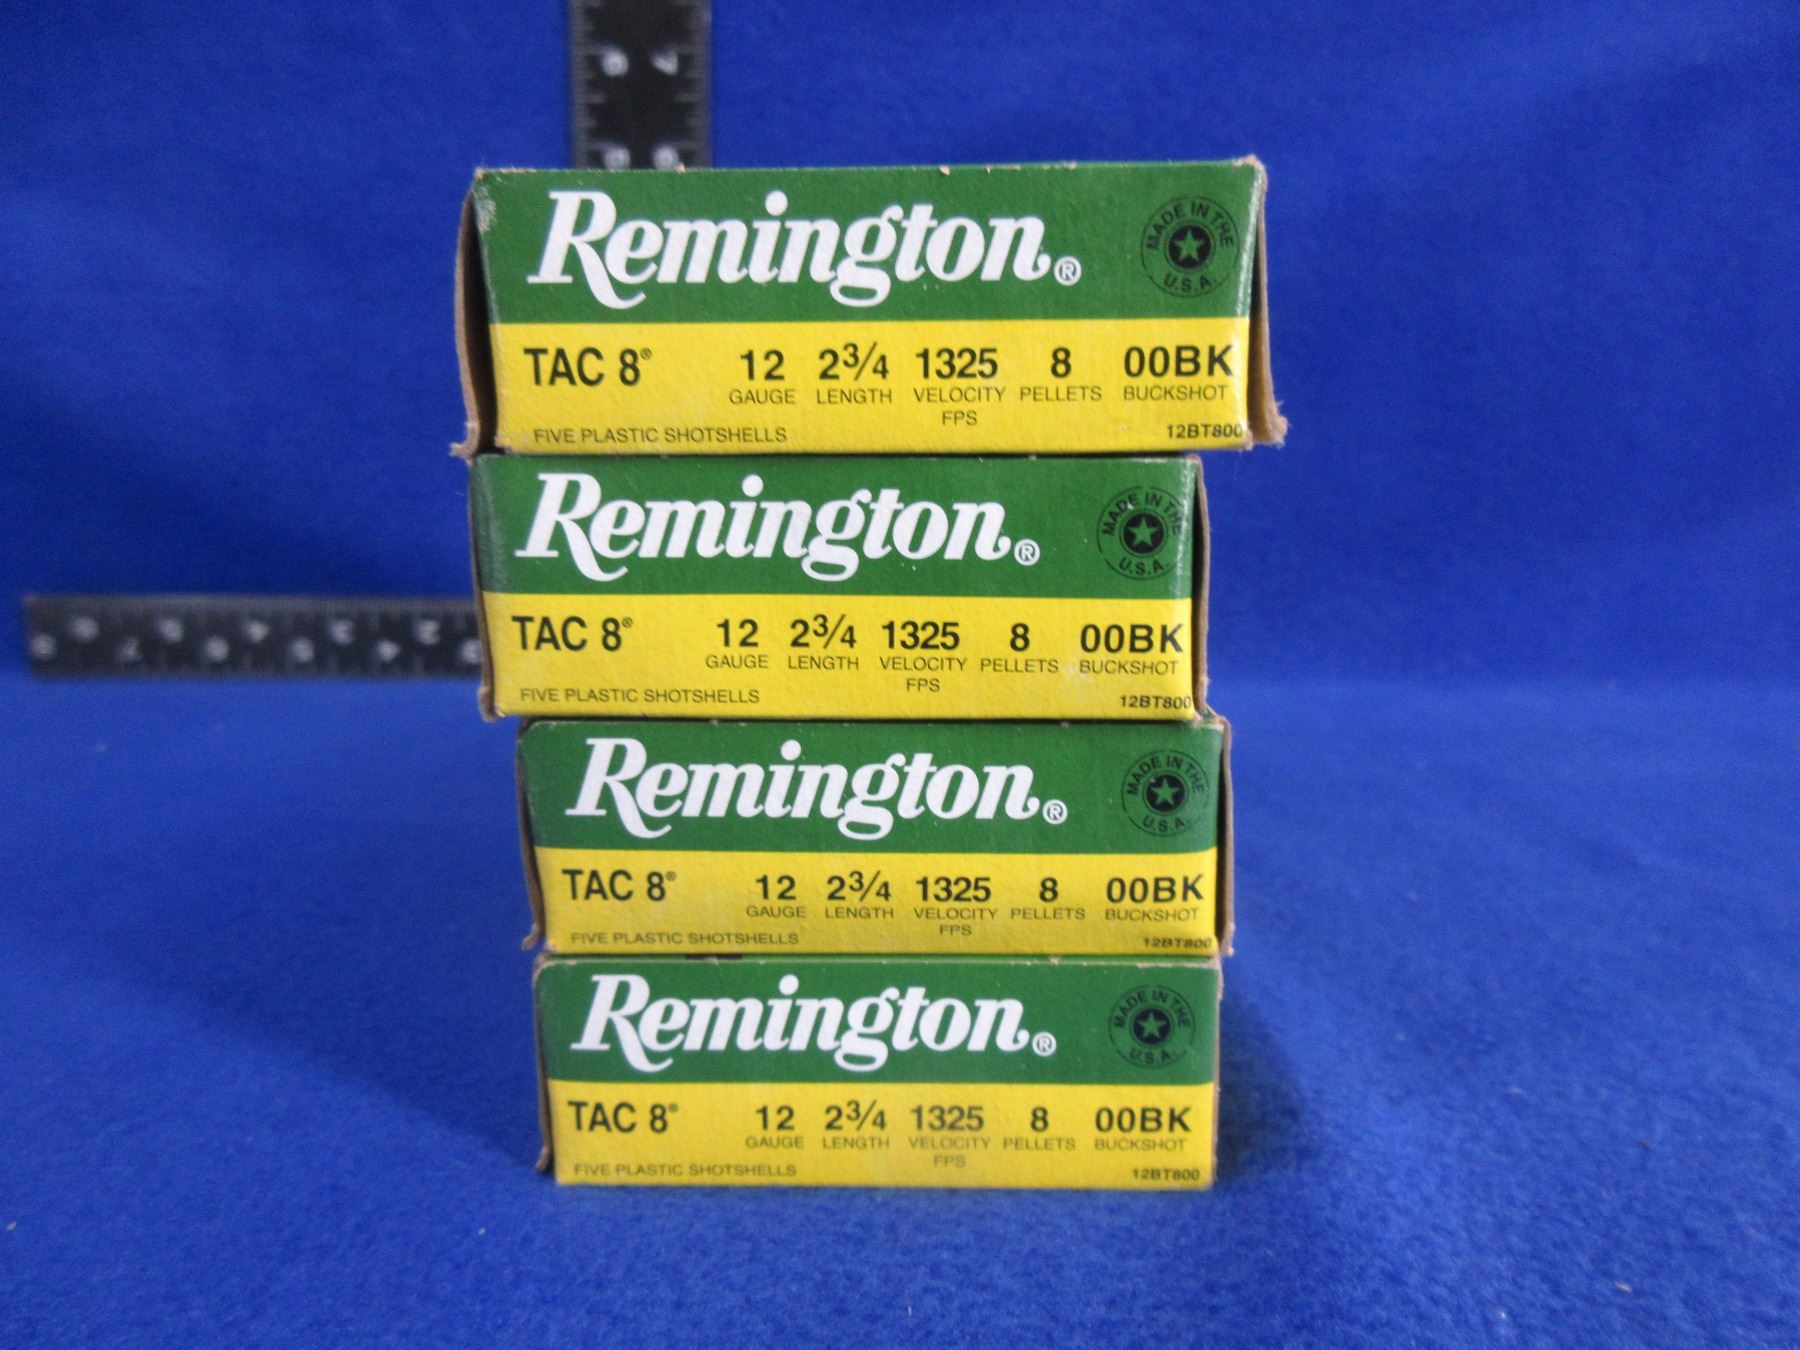 Remington®
MADE IN THE U.S.A.
TAC 8® 12 2¾ 1325 8 00BK
GAUGE LENGTH VELOCITY PELLETS BUCKSHOT
FPS
FIVE PLASTIC SHOTSHELLS 12BT800
Remington®
MADE IN THE U.S.A.
TAC 8® 12 2¾ 1325 8 00BK
GAUGE LENGTH VELOCITY PELLETS BUCKSHOT
FPS
FIVE PLASTIC SHOTSHELLS 12BT800
Remington®
MADE IN THE U.S.A.
TAC 8® 12 2¾ 1325 8 00BK
GAUGE LENGTH VELOCITY PELLETS BUCKSHOT
FPS
FIVE PLASTIC SHOTSHELLS 12BT800
Remington®
MADE IN THE U.S.A.
TAC 8® 12 2¾ 1325 8 00BK
GAUGE LENGTH VELOCITY PELLETS BUCKSHOT
FPS
FIVE PLASTIC SHOTSHELLS 12BT800